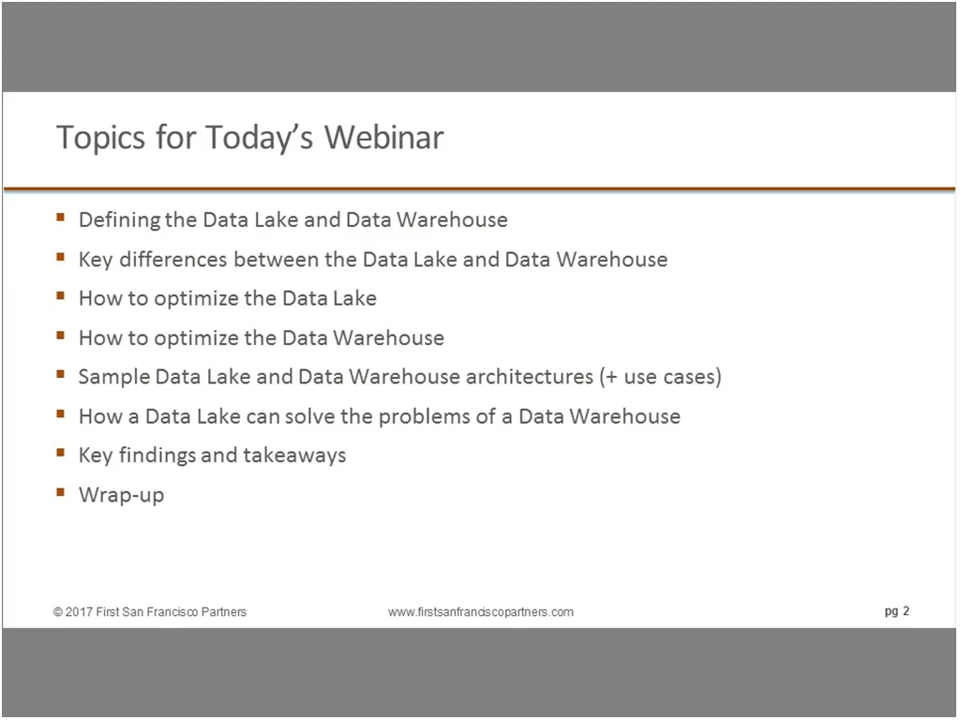 Topics for Today’s Webinar
Defining the Data Lake and Data Warehouse
Key differences between the Data Lake and Data Warehouse
How to optimize the Data Lake
How to optimize the Data Warehouse
Sample Data Lake and Data Warehouse architectures (+ use cases)
How a Data Lake can solve the problems of a Data Warehouse
Key findings and takeaways
Wrap-up
© 2017 First San Francisco Partners www.firstsanfranciscopartners.com pg 2